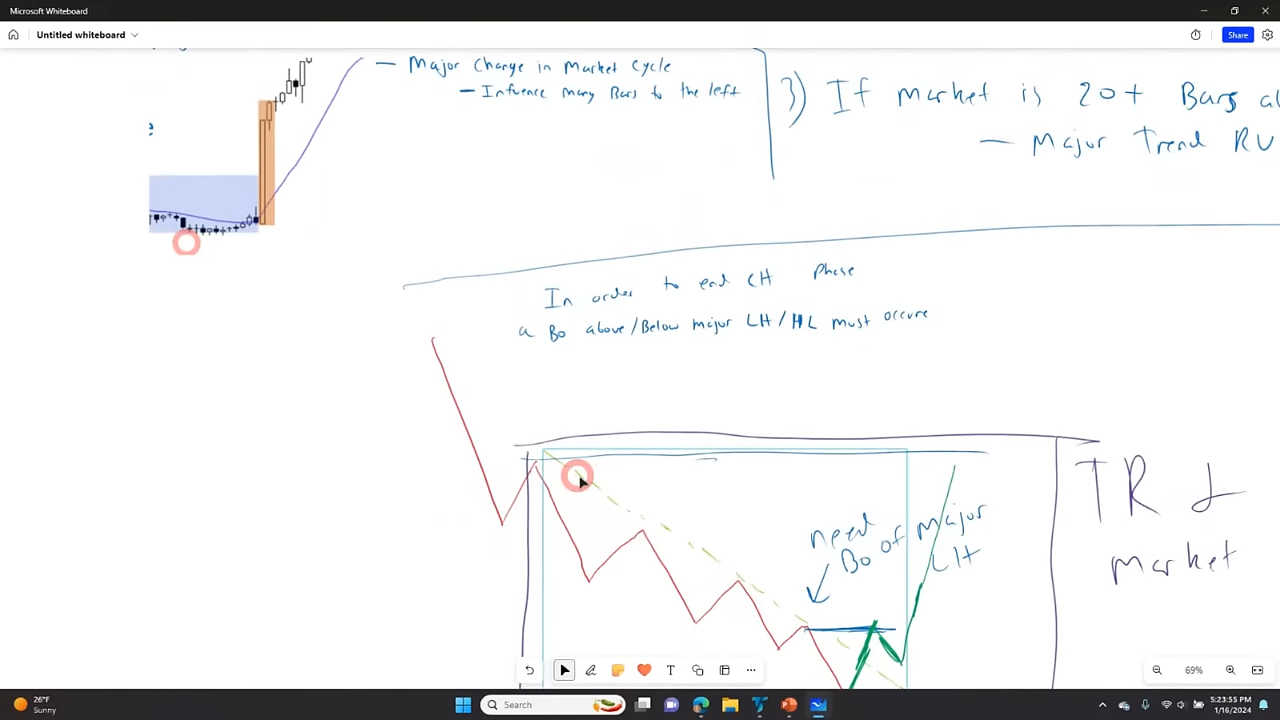 Microsoft Whiteboard
Untitled whiteboard
Share
- Major Change in Market Cycle
- Infuence many Bars to the left
3) If market is 20+ Bars
- Major Trend RV
In order to end CH Phase
a Bo above/Below major LH/HL must occure
need Bo of Major LH
TR
market
69%
26°F
Sunny
Search
5:23:55 PM
1/16/2024